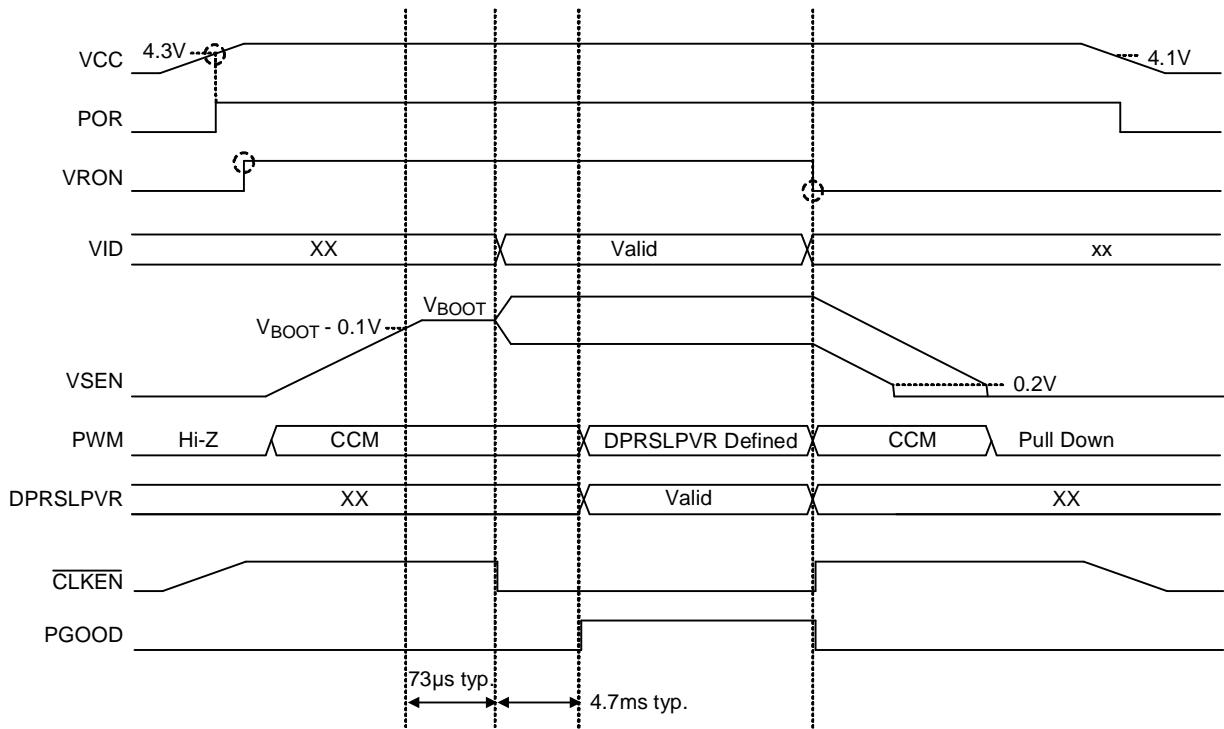 VCC
4.3V
4.1V
POR
VRON
VID
XX
Valid
xx
VSEN
VBOOT - 0.1V
VBOOT
0.2V
PWM
Hi-Z
CCM
DPRSLPVR Defined
CCM
Pull Down
DPRSLPVR
XX
Valid
XX
CLKEN
PGOOD
73µs typ.
4.7ms typ.